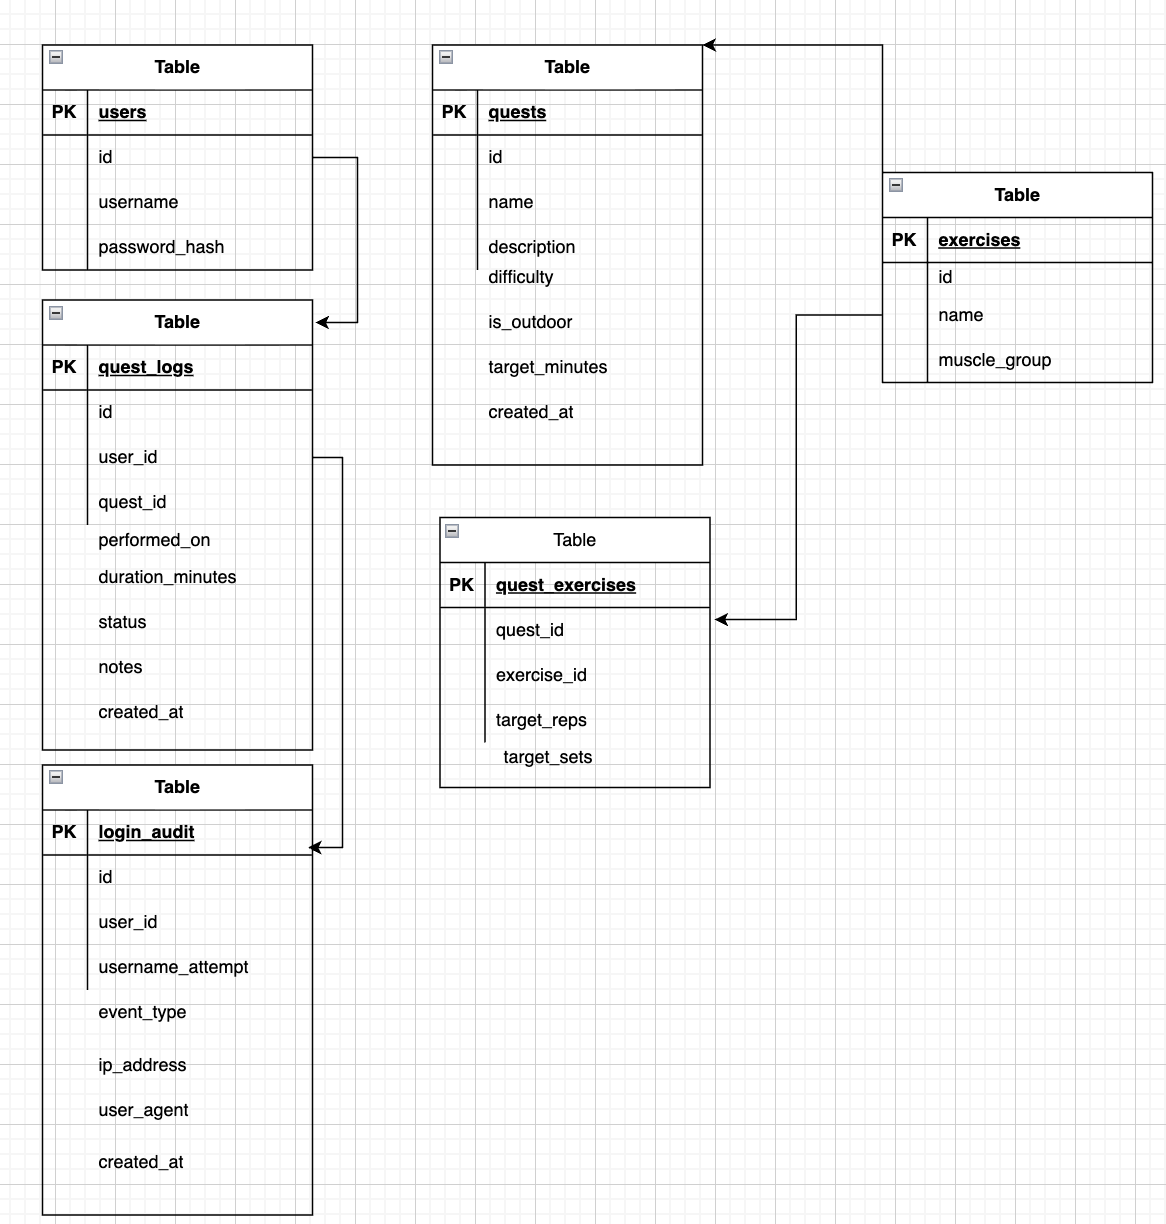 Table
PK users
id
username
password_hash
Table
PK quest_logs
id
user_id
quest_id
performed_on
duration_minutes
status
notes
created_at
Table
PK login_audit
id
user_id
username_attempt
event_type
ip_address
user_agent
created_at
Table
PK quests
id
name
description
difficulty
is_outdoor
target_minutes
created_at
Table
PK quest_exercises
quest_id
exercise_id
target_reps
target_sets
Table
PK exercises
id
name
muscle_group